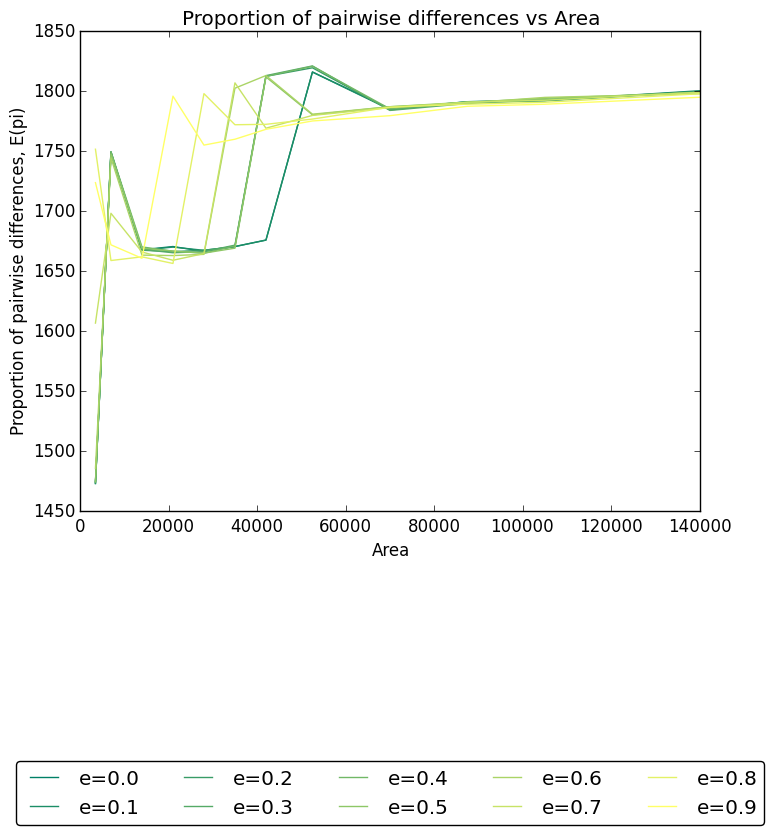 Proportion of pairwise differences vs Area
Proportion of pairwise differences, E(pi)
1850
1800
1750
1700
1650
1600
1550
1500
1450
0 20000 40000 60000 80000 100000 120000 140000
Area
e=0.0 e=0.2 e=0.4 e=0.6 e=0.8
e=0.1 e=0.3 e=0.5 e=0.7 e=0.9